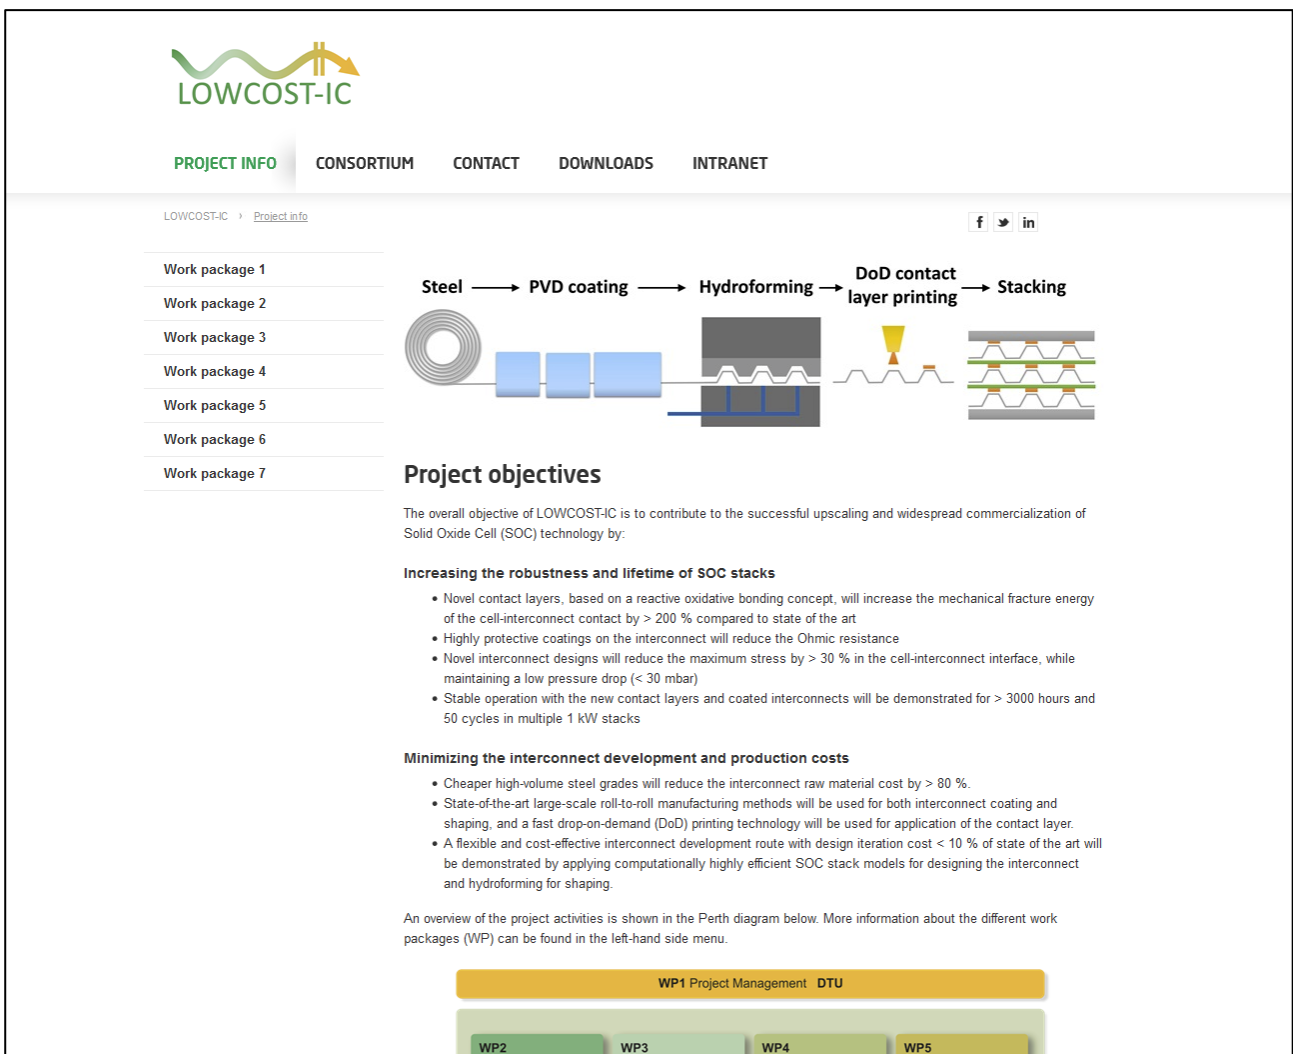 LOWCOST-IC
PROJECT INFO CONSORTIUM CONTACT DOWNLOADS INTRANET
LOWCOST-IC › Project info
f in
Work package 1
Work package 2
Work package 3
Work package 4
Work package 5
Work package 6
Work package 7
Steel PVD coating Hydroforming DoD contact layer printing Stacking
Project objectives
The overall objective of LOWCOST-IC is to contribute to the successful upscaling and widespread commercialization of
Solid Oxide Cell (SOC) technology by:
Increasing the robustness and lifetime of SOC stacks
• Novel contact layers, based on a reactive oxidative bonding concept, will increase the mechanical fracture energy
of the cell-interconnect contact by > 200 % compared to state of the art
• Highly protective coatings on the interconnect will reduce the Ohmic resistance
• Novel interconnect designs will reduce the maximum stress by > 30 % in the cell-interconnect interface, while
maintaining a low pressure drop (< 30 mbar)
• Stable operation with the new contact layers and coated interconnects will be demonstrated for > 3000 hours and
50 cycles in multiple 1 kW stacks
Minimizing the interconnect development and production costs
• Cheaper high-volume steel grades will reduce the interconnect raw material cost by > 80 %.
• State-of-the-art large-scale roll-to-roll manufacturing methods will be used for both interconnect coating and
shaping, and a fast drop-on-demand (DoD) printing technology will be used for application of the contact layer.
• A flexible and cost-effective interconnect development route with design iteration cost < 10 % of state of the art will
be demonstrated by applying computationally highly efficient SOC stack models for designing the interconnect
and hydroforming for shaping.
An overview of the project activities is shown in the Perth diagram below. More information about the different work
packages (WP) can be found in the left-hand side menu.
WP1 Project Management DTU
WP2 WP3 WP4 WP5